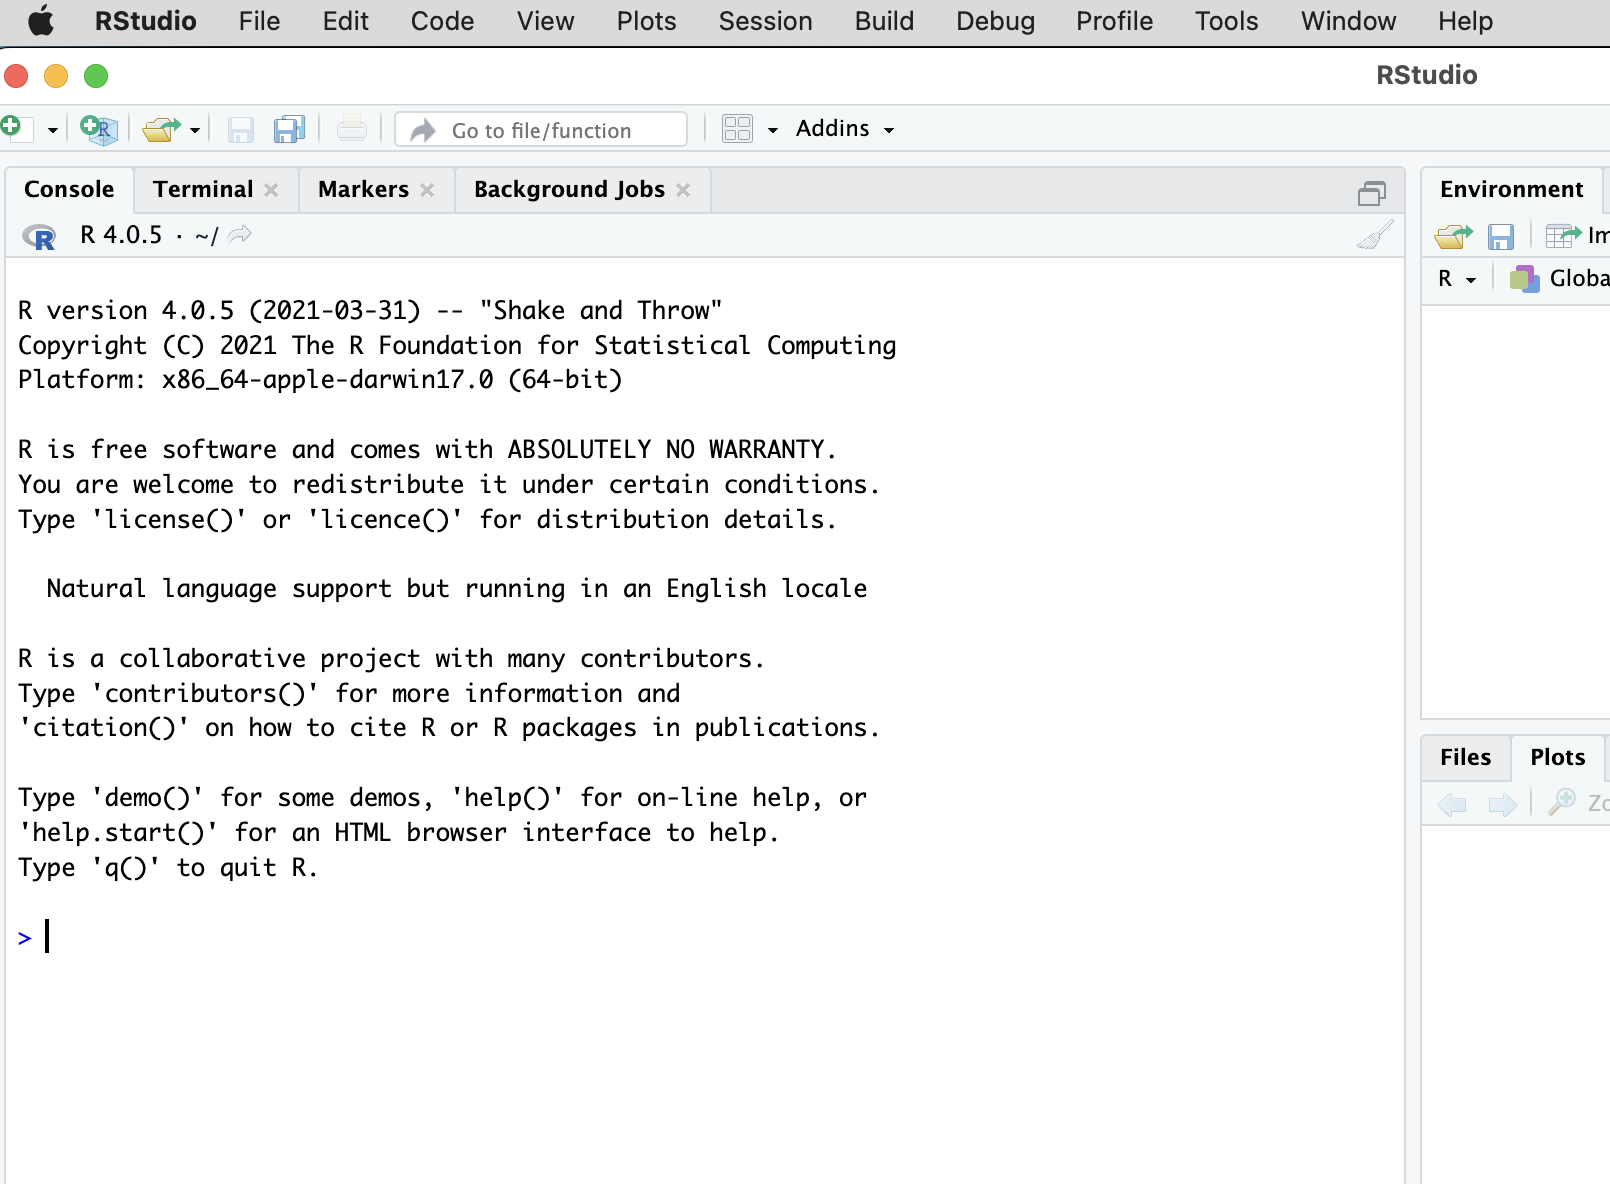 RStudio File Edit Code View Plots Session Build Debug Profile Tools Window Help
RStudio
Go to file/function Addins
Console Terminal Markers Background Jobs
R 4.0.5 · ~/
R version 4.0.5 (2021-03-31) -- "Shake and Throw"
Copyright (C) 2021 The R Foundation for Statistical Computing
Platform: x86_64-apple-darwin17.0 (64-bit)
R is free software and comes with ABSOLUTELY NO WARRANTY.
You are welcome to redistribute it under certain conditions.
Type 'license()' or 'licence()' for distribution details.
Natural language support but running in an English locale
R is a collaborative project with many contributors.
Type 'contributors()' for more information and
'citation()' on how to cite R or R packages in publications.
Type 'demo()' for some demos, 'help()' for on-line help, or
'help.start()' for an HTML browser interface to help.
Type 'q()' to quit R.
>
Environment
Im
R Globa
Files Plots
Zo